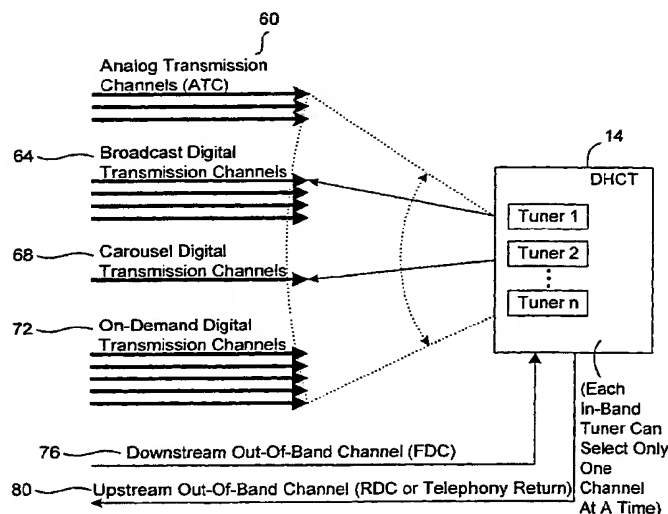 60
Analog Transmission
Channels (ATC)
14
64
Broadcast Digital
Transmission Channels
DHCT
Tuner 1
68
Carousel Digital
Transmission Channels
Tuner 2
Tuner n
72
On-Demand Digital
Transmission Channels
(Each
In-Band
Tuner Can
Select Only
One
Channel
At A Time)
76
Downstream Out-Of-Band Channel (FDC)
80
Upstream Out-Of-Band Channel (RDC or Telephony Return)